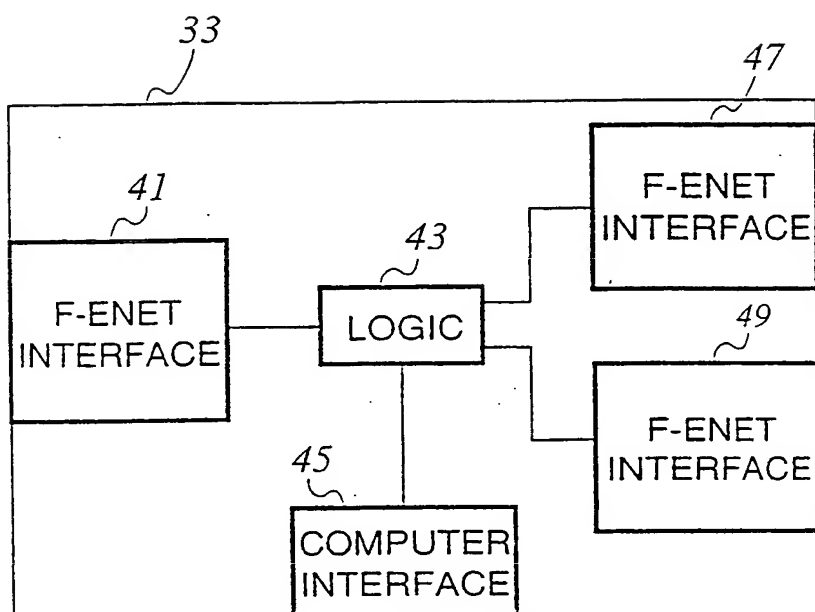 33
47
F-ENET
INTERFACE
41
F-ENET
INTERFACE
43
LOGIC
49
F-ENET
INTERFACE
45
COMPUTER
INTERFACE